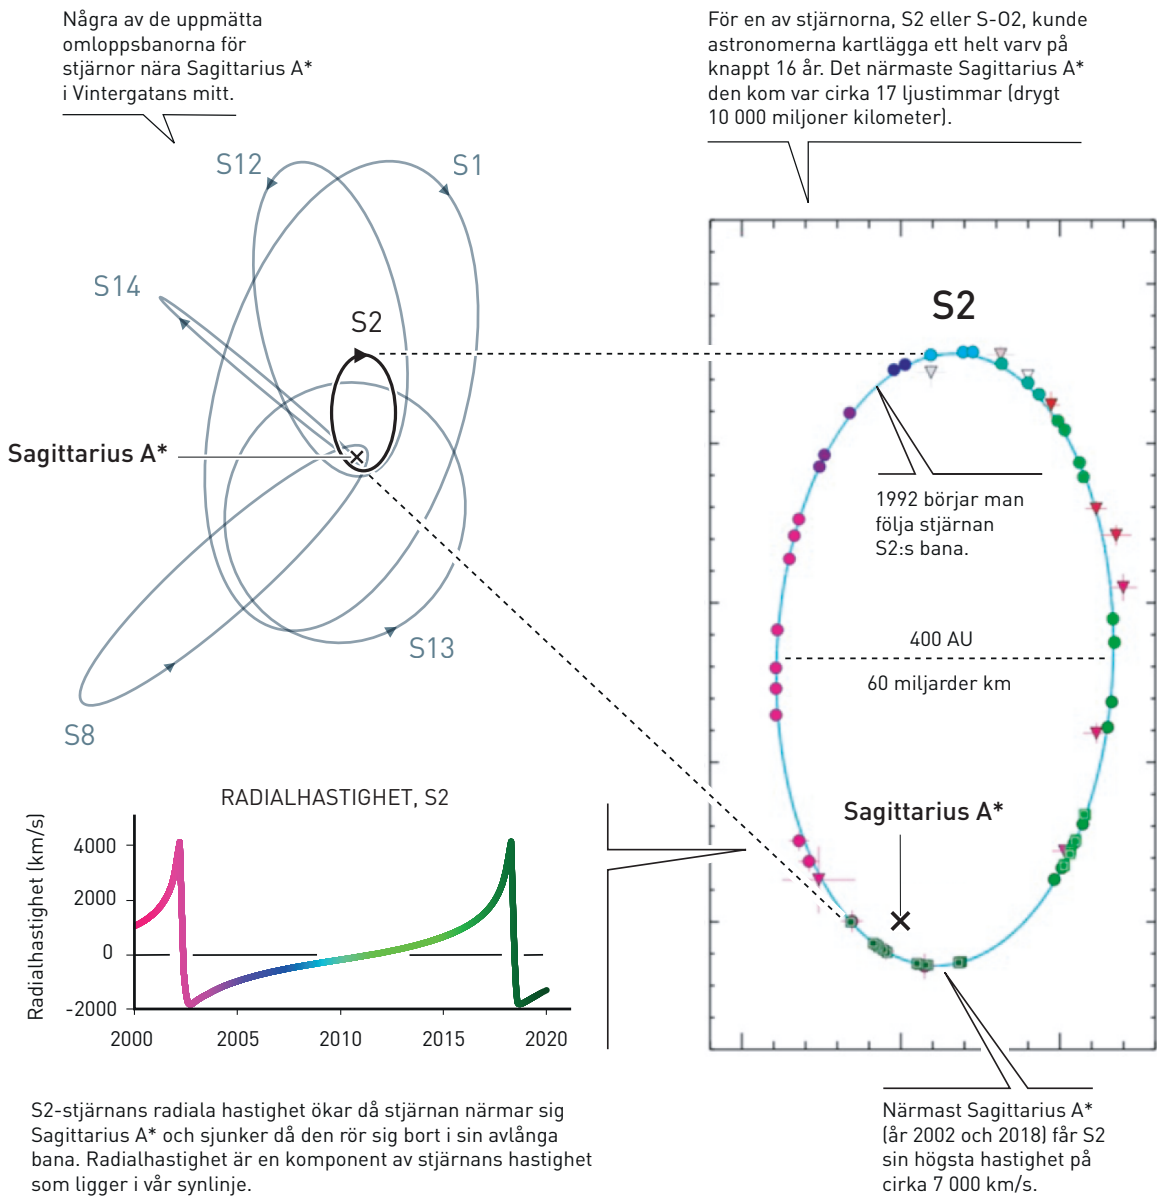 Några av de uppmätta
omloppsbanorna för
stjärnor nära Sagittarius A*
i Vintergatans mitt.
För en av stjärnorna, S2 eller S-02, kunde
astronomerna kartlägga ett helt varv på
knappt 16 år. Det närmaste Sagittarius A*
den kom var cirka 17 ljustimmar (drygt
10 000 miljoner kilometer).
S12
S1
S14
S2
Sagittarius A*
S13
S8
S2
1992 börjar man
följa stjärnan
S2:s bana.
400 AU
60 miljarder km
Sagittarius A*
RADIALHASTIGHET, S2
Radialhastighet (km/s)
4000
2000
0
-2000
2000
2005
2010
2015
2020
S2-stjärnans radiala hastighet ökar då stjärnan närmar sig
Sagittarius A* och sjunker då den rör sig bort i sin avlånga
bana. Radialhastighet är en komponent av stjärnans hastighet
som ligger i vår synlinje.
Närmast Sagittarius A*
(år 2002 och 2018) får S2
sin högsta hastighet på
cirka 7 000 km/s.